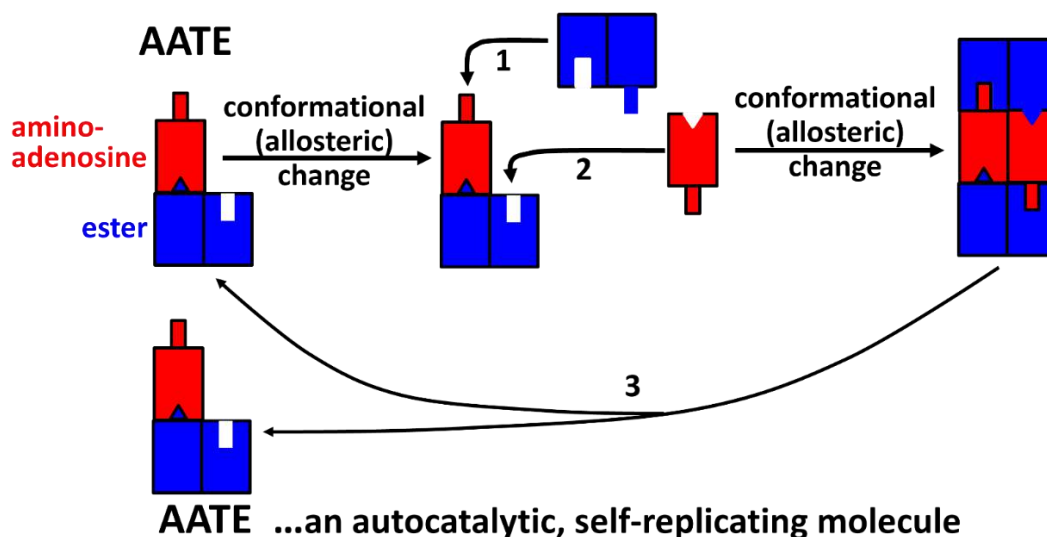 AATE
amino-
adenosine
ester
conformational
(allosteric)
change
1
2
conformational
(allosteric)
change
3
AATE ...an autocatalytic, self-replicating molecule